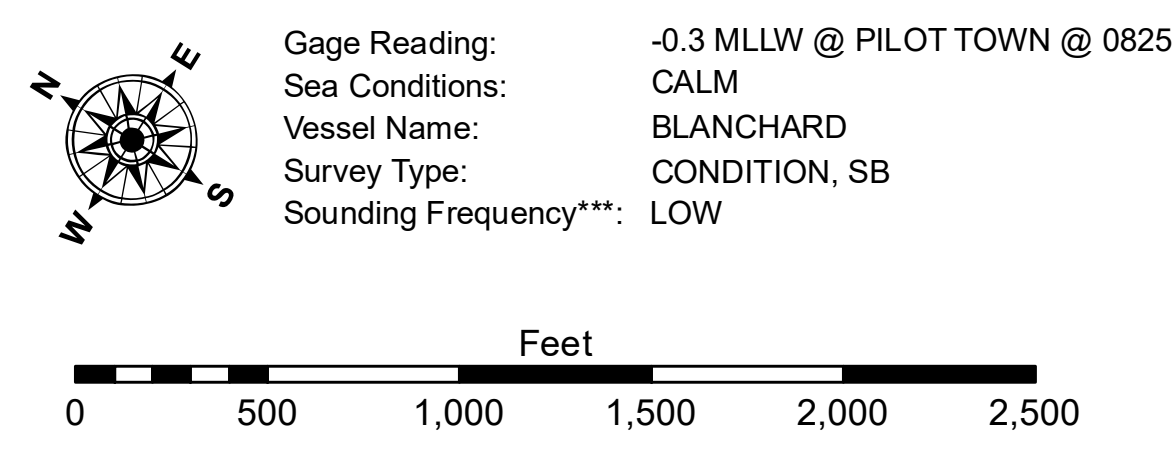 N
E
S
W
Gage Reading: -0.3 MLLW @ PILOT TOWN @ 0825
Sea Conditions: CALM
Vessel Name: BLANCHARD
Survey Type: CONDITION, SB
Sounding Frequency***: LOW
Feet
0 500 1,000 1,500 2,000 2,500